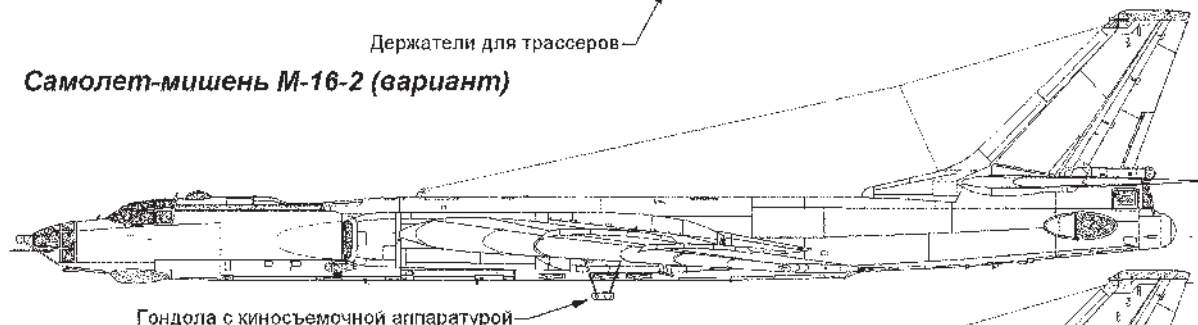 Держатели для трассеров
Самолет-мишень М-16-2 (вариант)
Гондола с киносъемочной аппаратурой